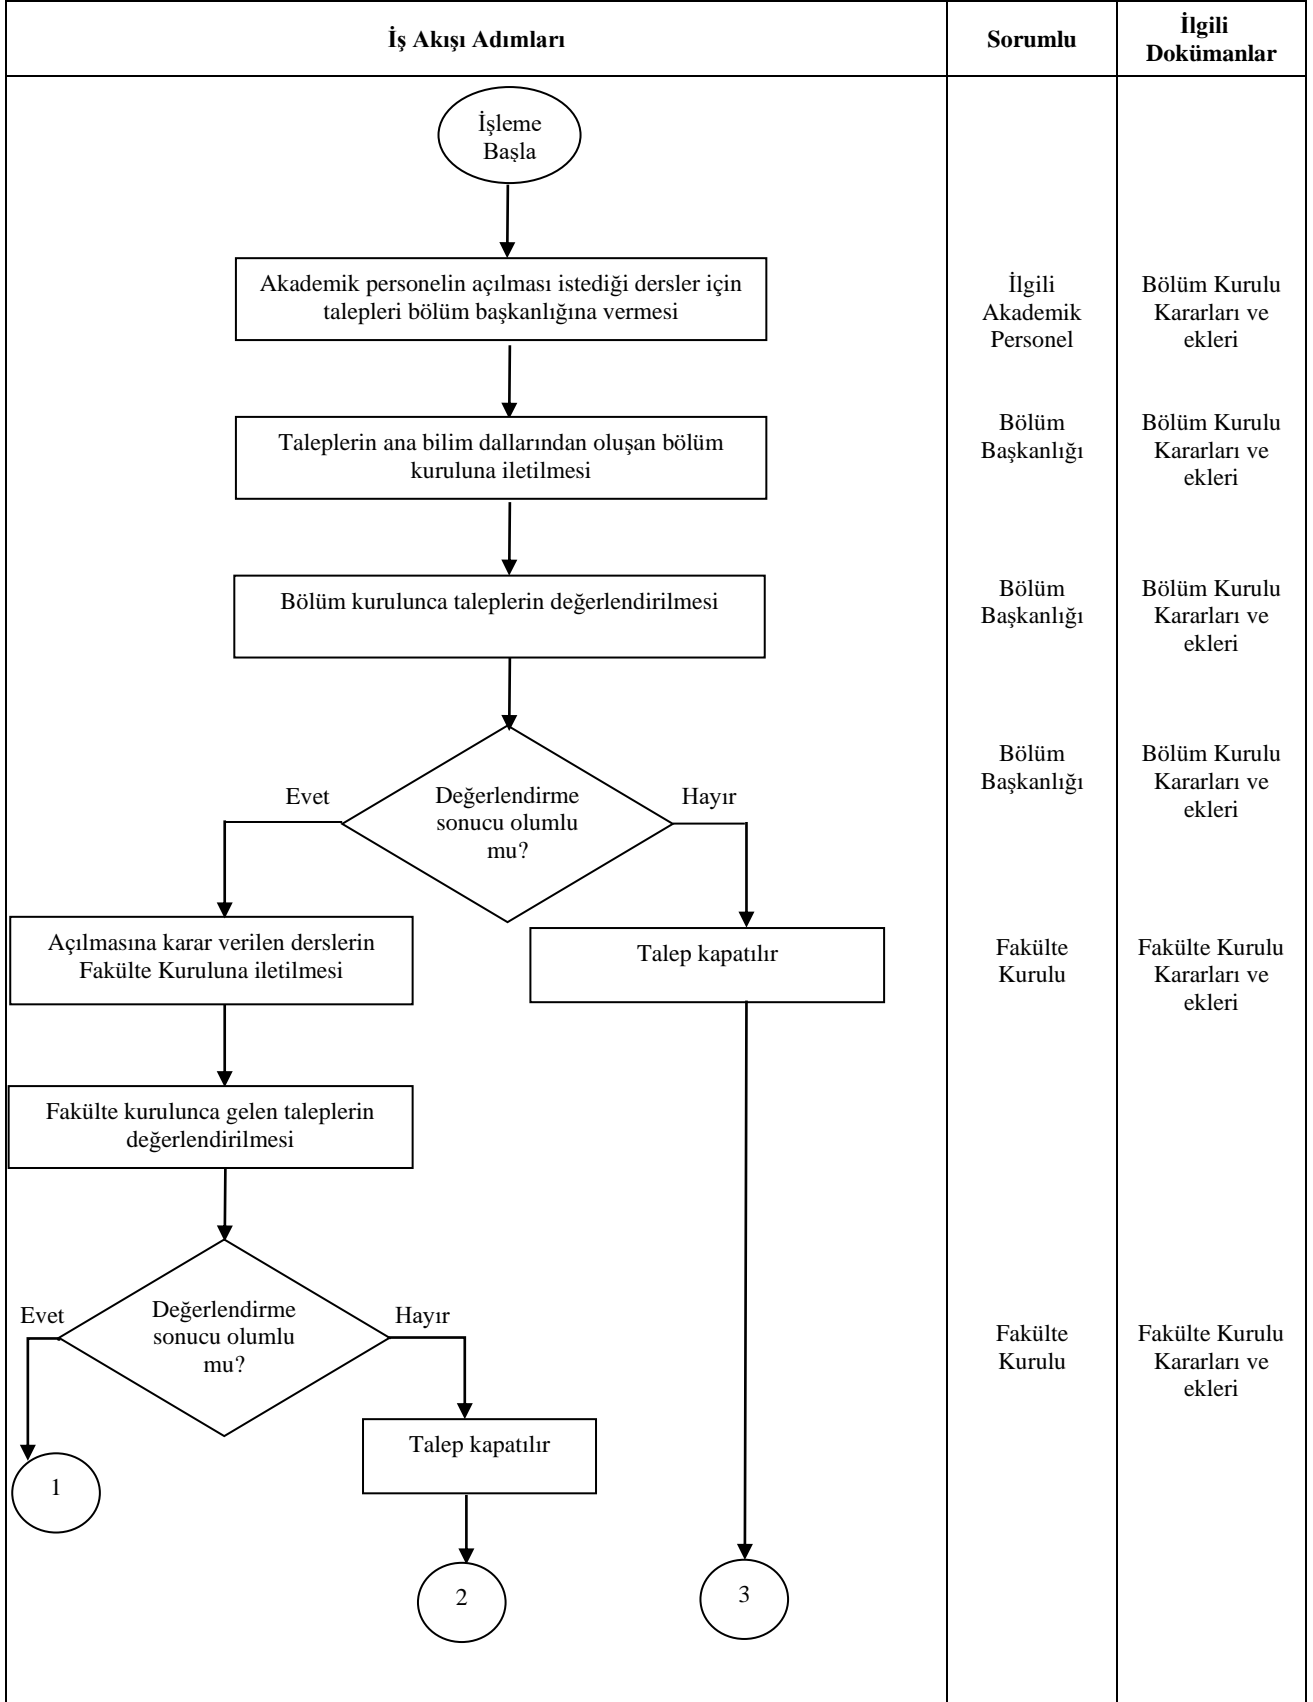 İş Akışı Adımları
Sorumlu
İlgili
Dokümanlar
İşleme
Başla
Akademik personelin açılması istediği dersler için
talepleri bölüm başkanlığına vermesi
İlgili
Akademik
Personel
Bölüm Kurulu
Kararları ve
ekleri
Taleplerin ana bilim dallarından oluşan bölüm
kuruluna iletilmesi
Bölüm
Başkanlığı
Bölüm Kurulu
Kararları ve
ekleri
Bölüm kurulunca taleplerin değerlendirilmesi
Bölüm
Başkanlığı
Bölüm Kurulu
Kararları ve
ekleri
Evet
Değerlendirme
sonucu olumlu
mu?
Hayır
Bölüm
Başkanlığı
Bölüm Kurulu
Kararları ve
ekleri
Açılmasına karar verilen derslerin
Fakülte Kuruluna iletilmesi
Talep kapatılır
Fakülte
Kurulu
Fakülte Kurulu
Kararları ve
ekleri
Fakülte kurulunca gelen taleplerin
değerlendirilmesi
Evet
Değerlendirme
sonucu olumlu
mu?
Hayır
Fakülte
Kurulu
Fakülte Kurulu
Kararları ve
ekleri
Talep kapatılır
1
2
3